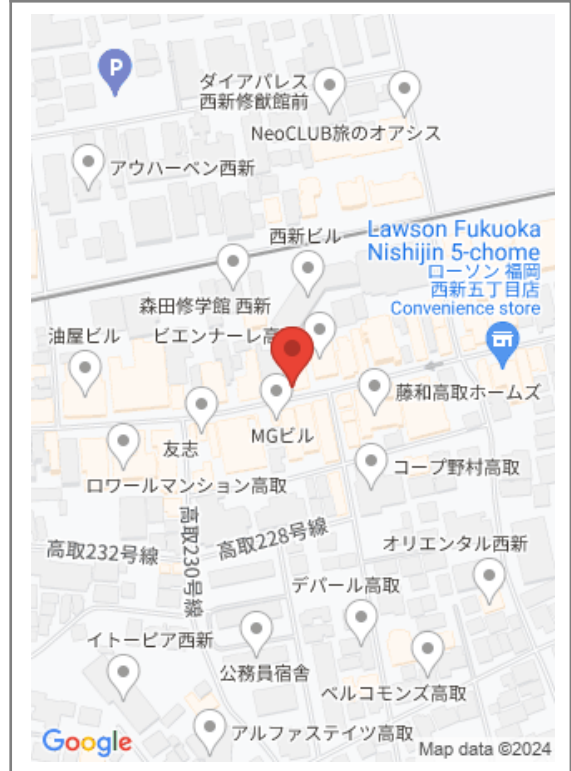 P
ダイアパレス
西新修猷館前
NeoCLUB旅のオアシス
アウハーベン西新
西新ビル
Lawson Fukuoka
Nishijin 5-chome
ローソン 福岡
西新五丁目店
Convenience store
森田修学館 西新
油屋ビル
ビエンナーレ高
藤和高取ホームズ
MGビル
友志
コープ野村高取
ロワールマンション高取
高取228号線
高取230号線
高取232号線
オリエンタル西新
デパール高取
イトーピア西新
公務員宿舎
ベルコモンズ高取
アルファステイツ高取
Google
Map data ©2024